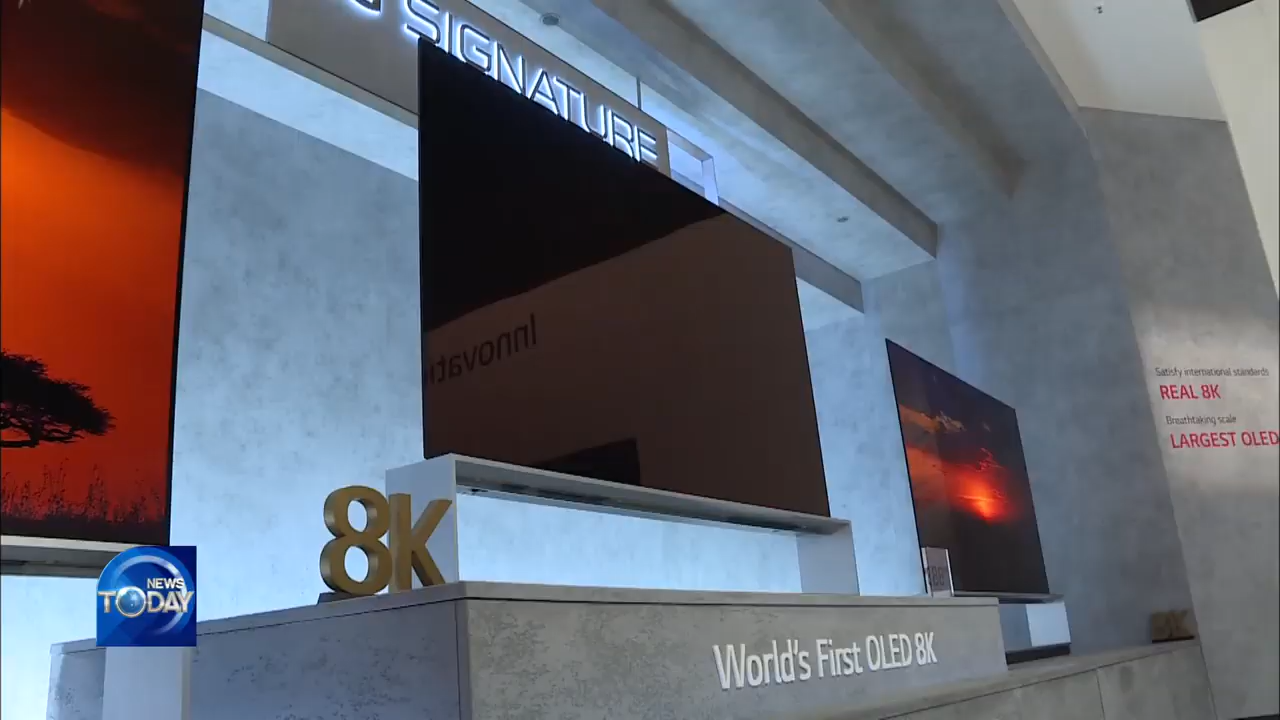 SIGNATURE
Innovati
8K
World's First OLED 8K
Satisfy international standards
REAL 8K
Breathtaking scale
LARGEST OLED
NEWS
TODAY